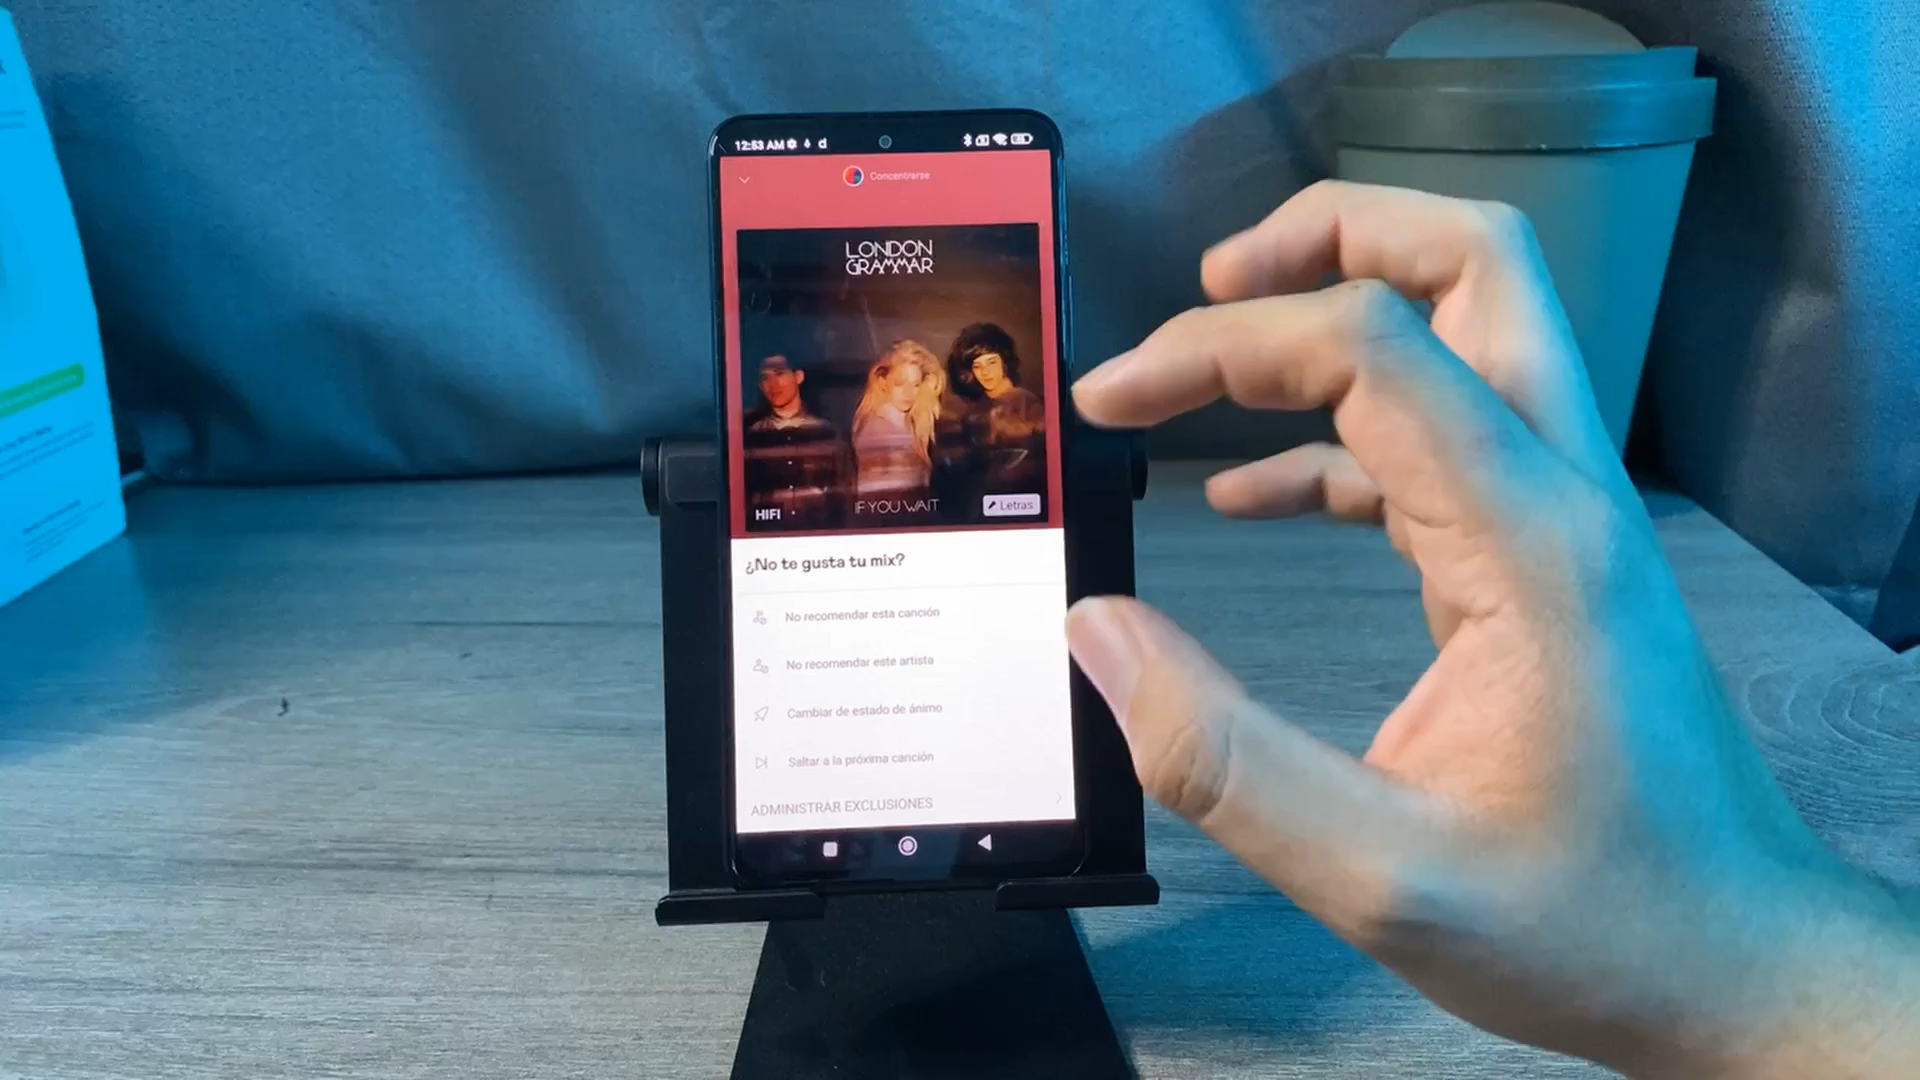 12:53 AM
Concentrarse
LONDON
GRAMMAR
IF YOU WAIT
HIFI
Letras
¿No te gusta tu mix?
No recomendar esta canción
No recomendar este artista
Cambiar de estado de ánimo
Saltar a la próxima canción
ADMINISTRAR EXCLUSIONES